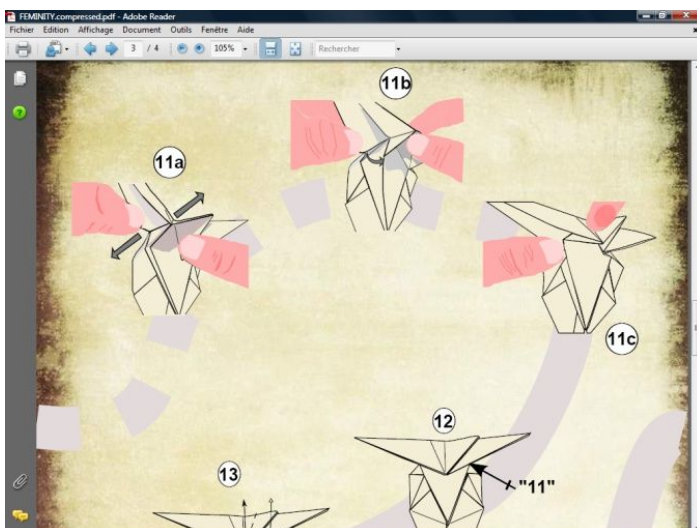 FEMINITY.compressed.pdf - Adobe Reader
Fichier Edition Affichage Document Outils Fenêtre Aide
3 / 4 105% Rechercher
11b
11a
11c
12
13
"11"